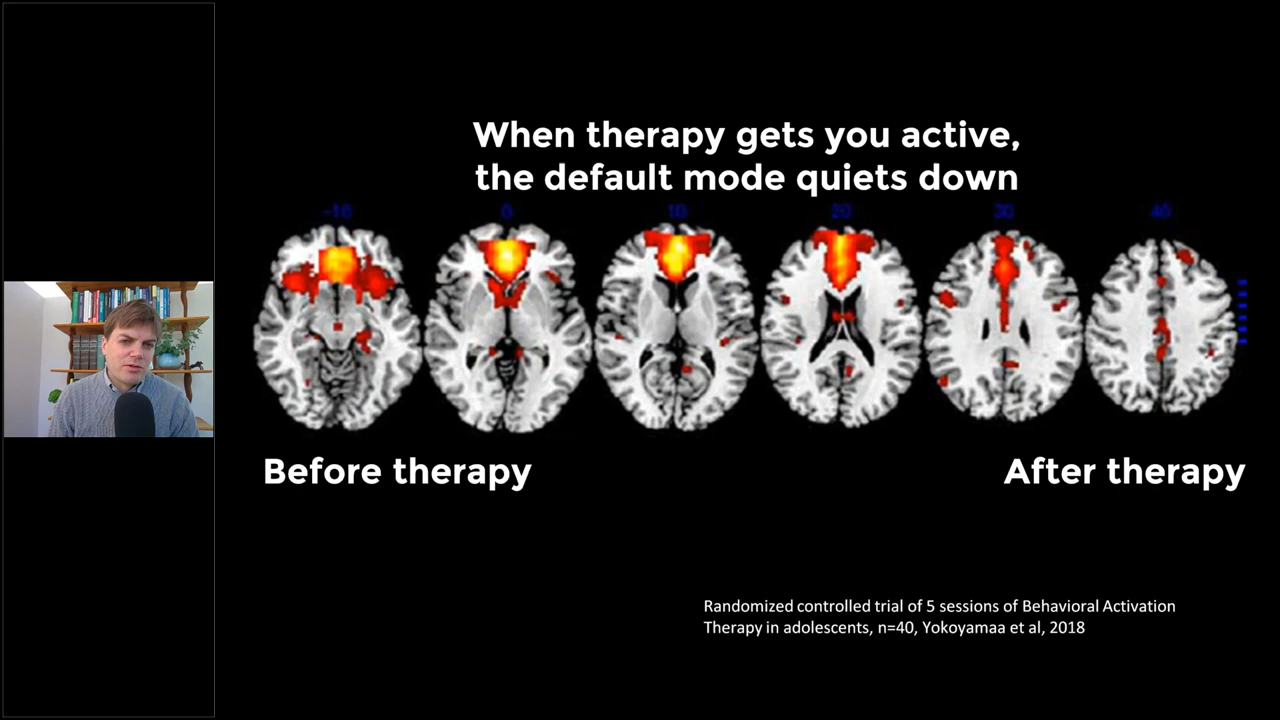 When therapy gets you active,
the default mode quiets down
-10 0 10 20 30 40
Before therapy
After therapy
Randomized controlled trial of 5 sessions of Behavioral Activation
Therapy in adolescents, n=40, Yokoyamaa et al, 2018